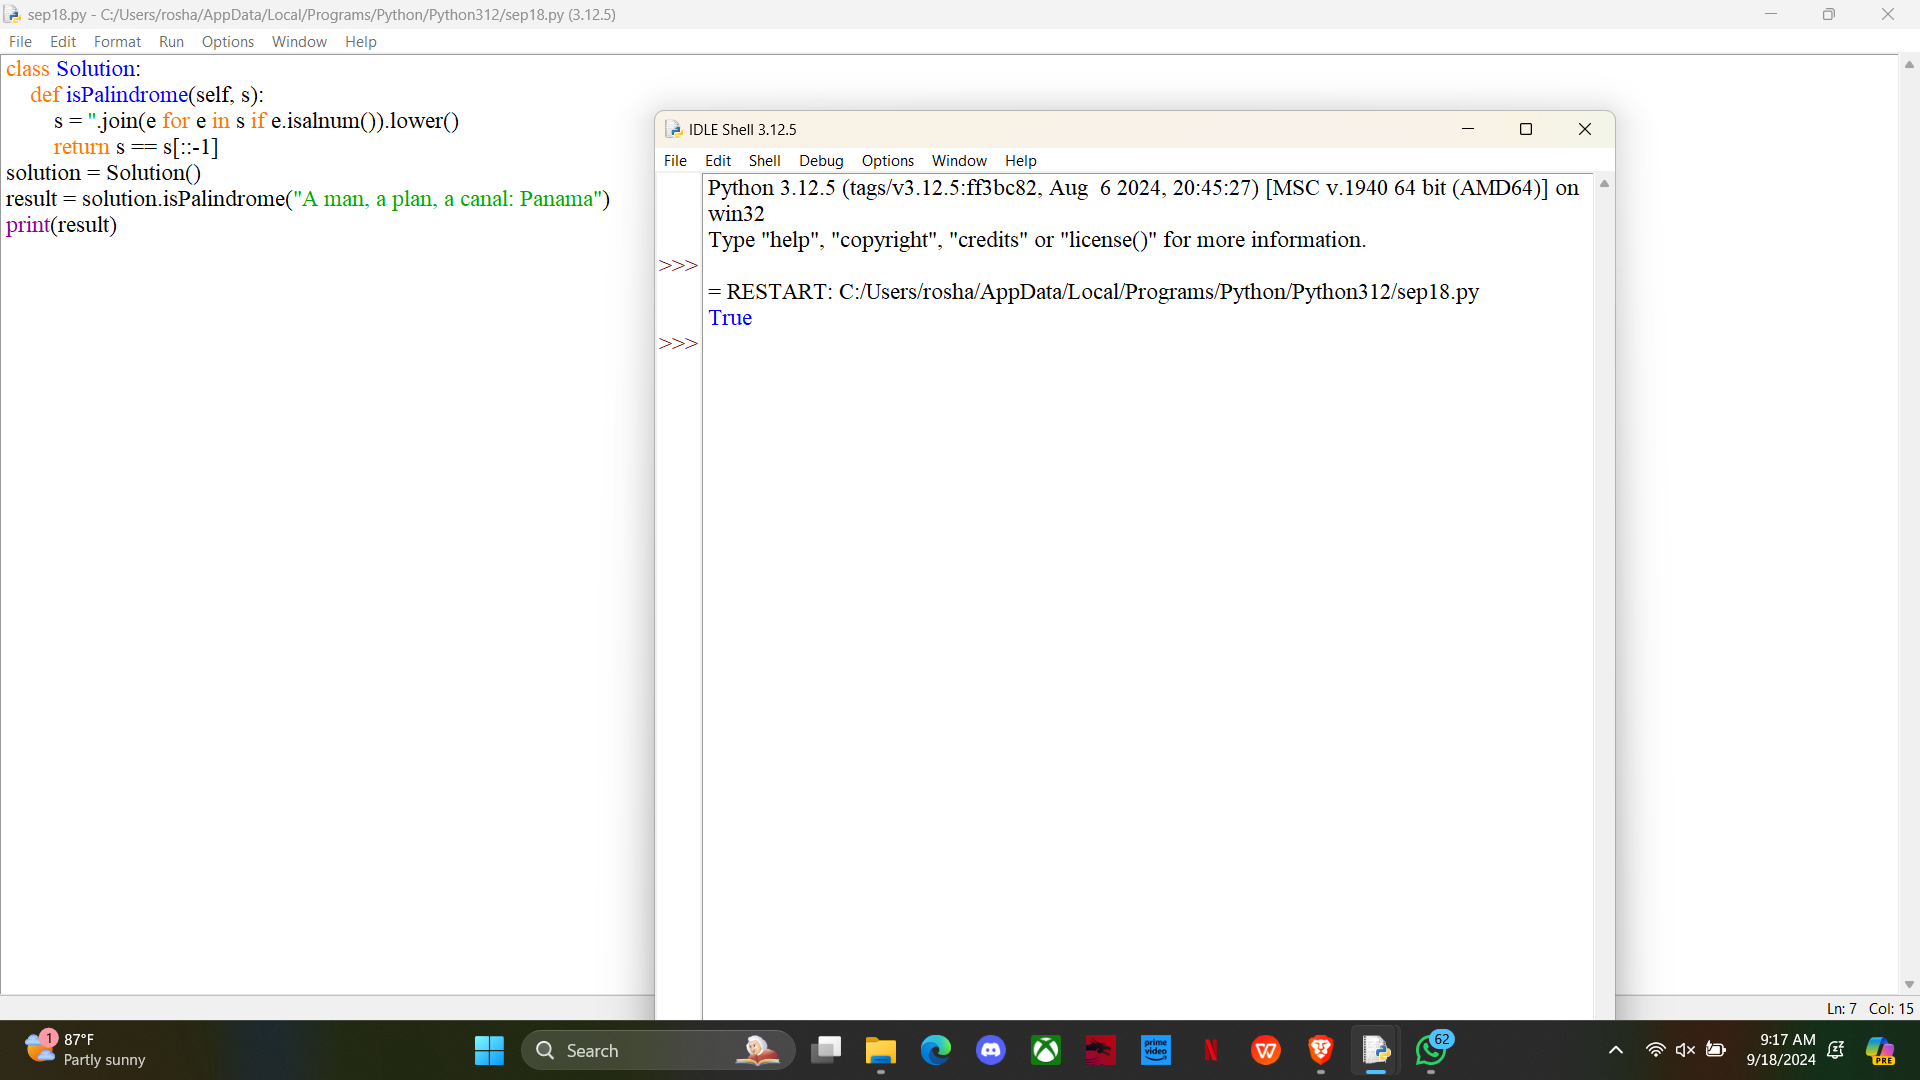 sep18.py - C:/Users/rosha/AppData/Local/Programs/Python/Python312/sep18.py (3.12.5)
File Edit Format Run Options Window Help
class Solution:
    def isPalindrome(self, s):
        s = ''.join(e for e in s if e.isalnum()).lower()
        return s == s[::-1]
solution = Solution()
result = solution.isPalindrome("A man, a plan, a canal: Panama")
print(result)
IDLE Shell 3.12.5
File Edit Shell Debug Options Window Help
Python 3.12.5 (tags/v3.12.5:ff3bc82, Aug  6 2024, 20:45:27) [MSC v.1940 64 bit (AMD64)] on
win32
Type "help", "copyright", "credits" or "license()" for more information.
>>>
= RESTART: C:/Users/rosha/AppData/Local/Programs/Python/Python312/sep18.py
True
>>>
Ln: 7 Col: 15
1
87°F
Partly sunny
Search
prime video
N
W
62
9:17 AM
9/18/2024
PRE